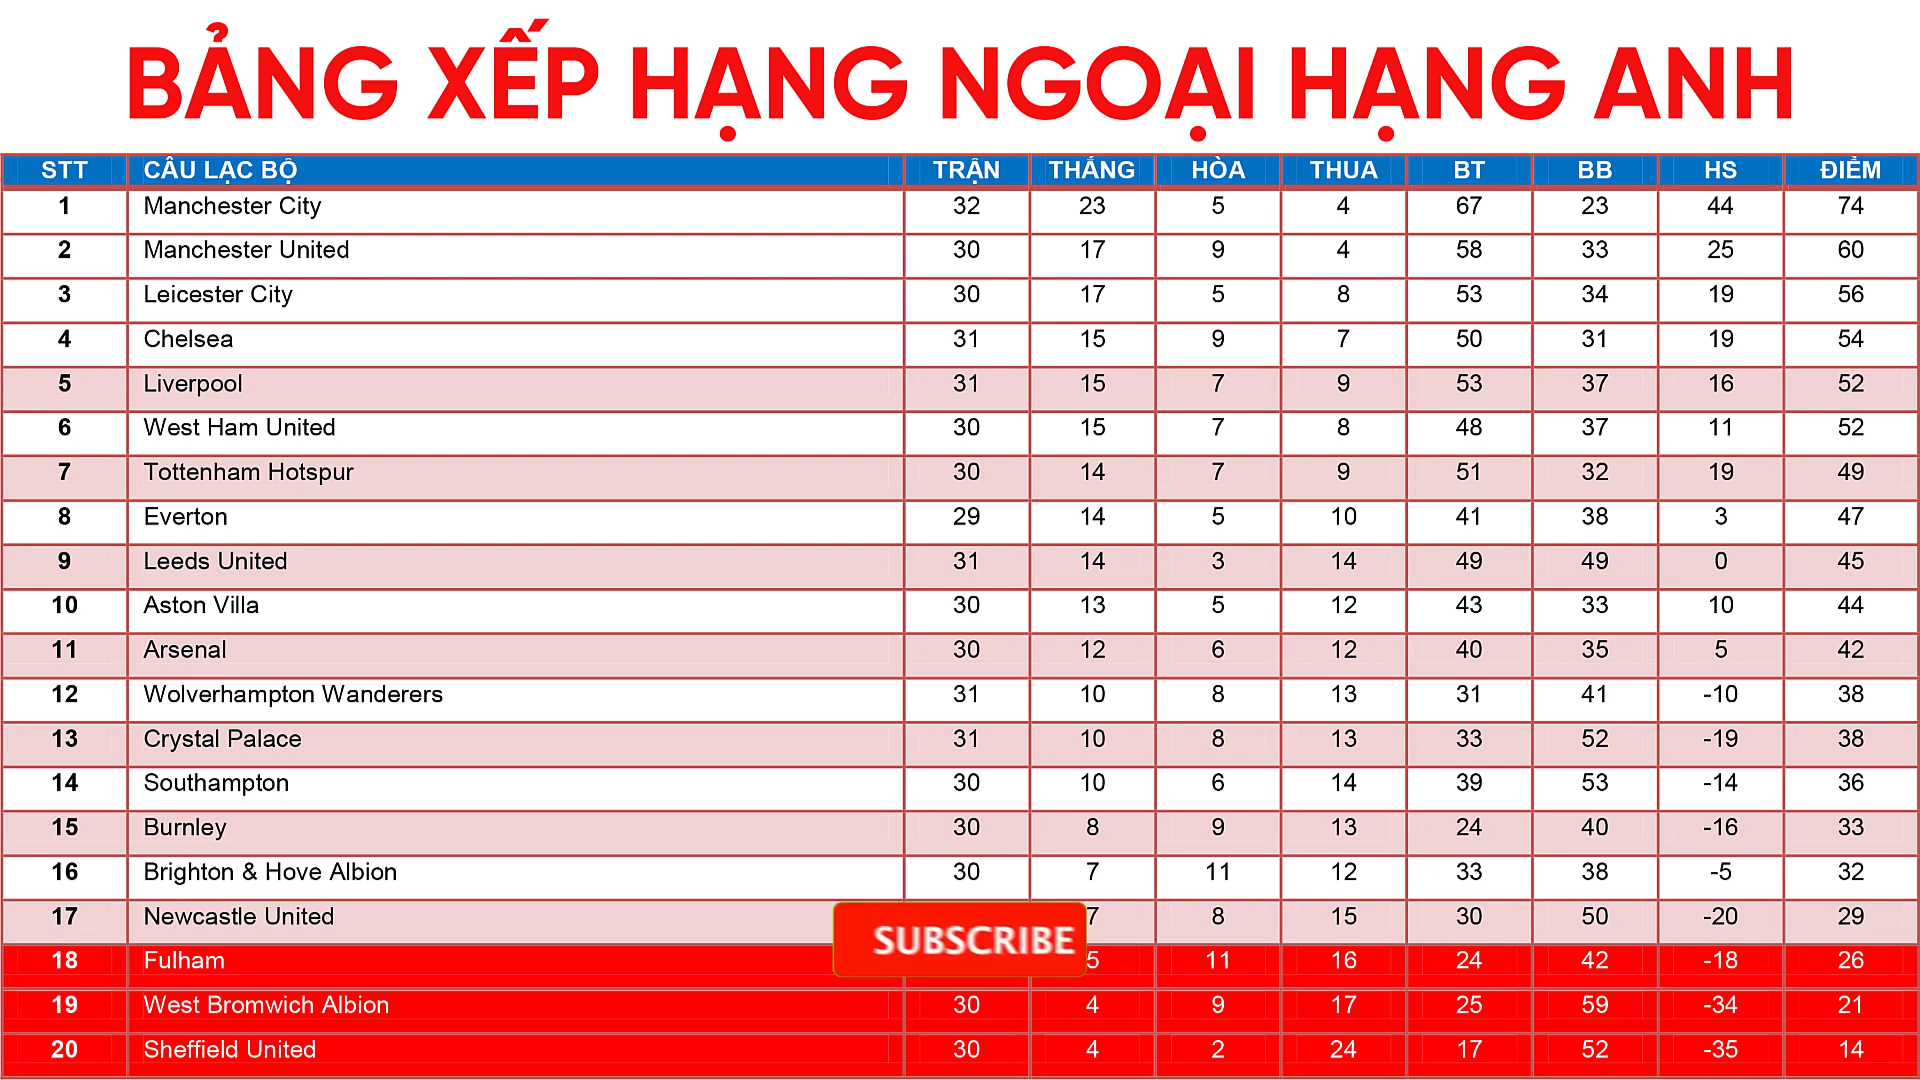 BẢNG XẾP HẠNG NGOẠI HẠNG ANH
STT CÂU LẠC BỘ TRẬN THẮNG HÒA THUA BT BB HS ĐIỂM
1 Manchester City 32 23 5 4 67 23 44 74
2 Manchester United 30 17 9 4 58 33 25 60
3 Leicester City 30 17 5 8 53 34 19 56
4 Chelsea 31 15 9 7 50 31 19 54
5 Liverpool 31 15 7 9 53 37 16 52
6 West Ham United 30 15 7 8 48 37 11 52
7 Tottenham Hotspur 30 14 7 9 51 32 19 49
8 Everton 29 14 5 10 41 38 3 47
9 Leeds United 31 14 3 14 49 49 0 45
10 Aston Villa 30 13 5 12 43 33 10 44
11 Arsenal 30 12 6 12 40 35 5 42
12 Wolverhampton Wanderers 31 10 8 13 31 41 -10 38
13 Crystal Palace 31 10 8 13 33 52 -19 38
14 Southampton 30 10 6 14 39 53 -14 36
15 Burnley 30 8 9 13 24 40 -16 33
16 Brighton & Hove Albion 30 7 11 12 33 38 -5 32
17 Newcastle United 7 8 15 30 50 -20 29
SUBSCRIBE
18 Fulham 5 11 16 24 42 -18 26
19 West Bromwich Albion 30 4 9 17 25 59 -34 21
20 Sheffield United 30 4 2 24 17 52 -35 14